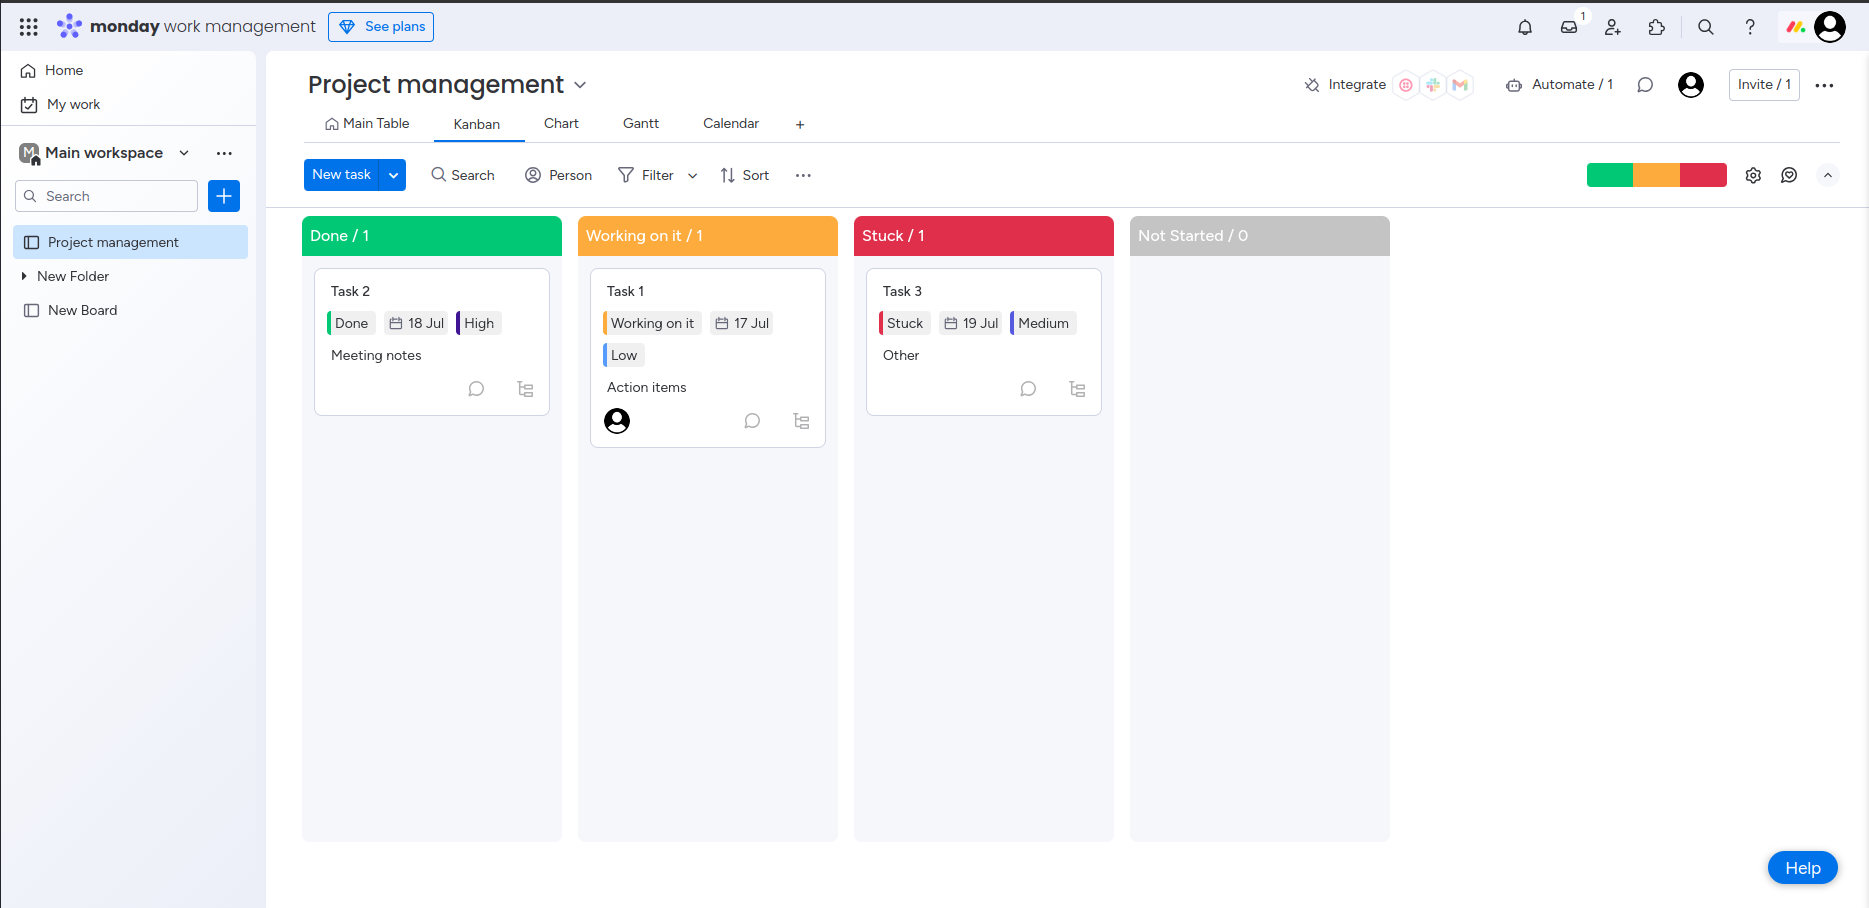 monday work management
See plans
1
Home
My work
M
Main workspace
Search
Project management
New Folder
New Board
Project management
Integrate
Automate / 1
Invite / 1
Main Table
Kanban
Chart
Gantt
Calendar
New task
Search
Person
Filter
Sort
Done / 1
Task 2
Done
18 Jul
High
Meeting notes
Working on it / 1
Task 1
Working on it
17 Jul
Low
Action items
Stuck / 1
Task 3
Stuck
19 Jul
Medium
Other
Not Started / 0
Help